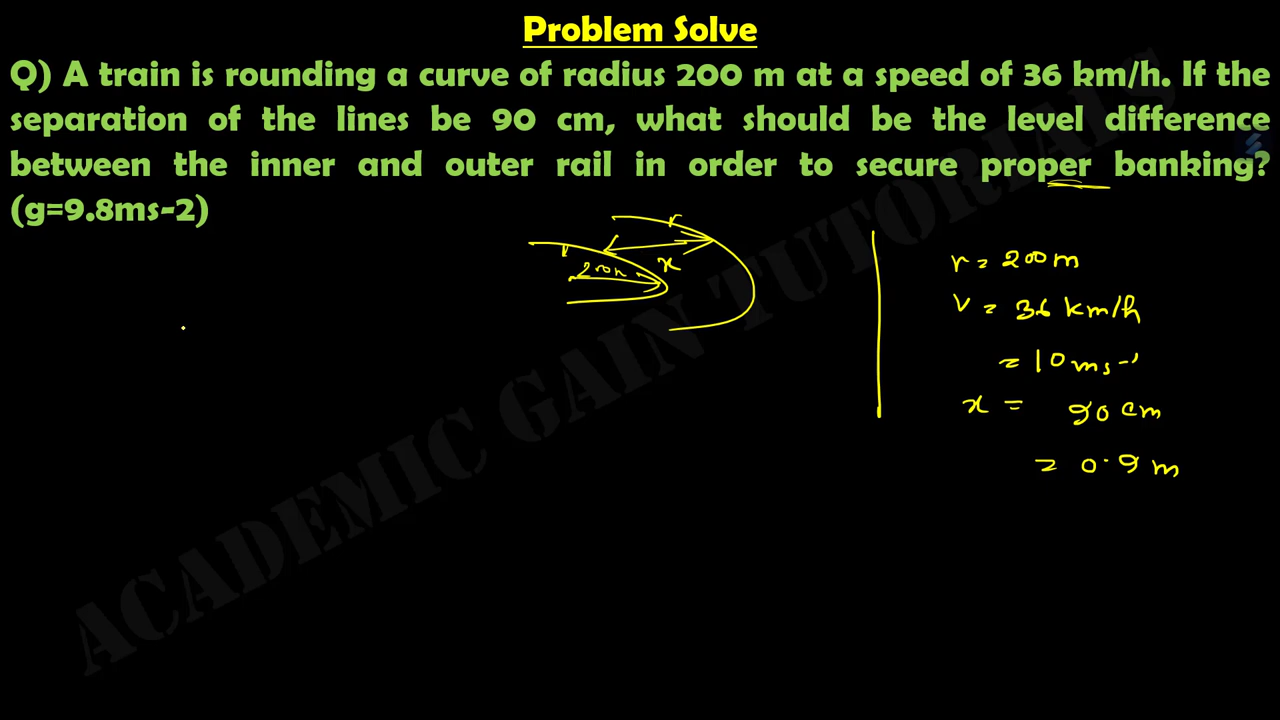 Problem Solve
Q) A train is rounding a curve of radius 200 m at a speed of 36 km/h. If the
separation of the lines be 90 cm, what should be the level difference
between the inner and outer rail in order to secure proper banking?
(g=9.8ms-2)
r
r
200m
x
r = 200m
V = 36 km/h
= 10 ms-1
x = 90 cm
= 0.9 m
ACADEMIC GAIN TUTORIALS